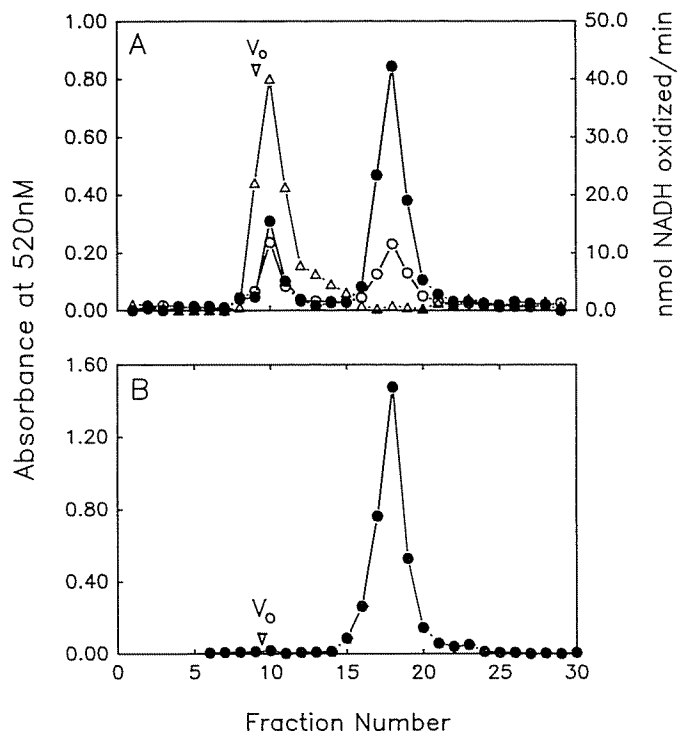 A
V₀
1.00
0.80
0.60
0.40
0.20
0.00
50.0
40.0
30.0
20.0
10.0
0.0
Absorbance at 520nM
nmol NADH oxidized/min
B
V₀
1.60
1.20
0.80
0.40
0.00
0 5 10 15 20 25 30
Fraction Number